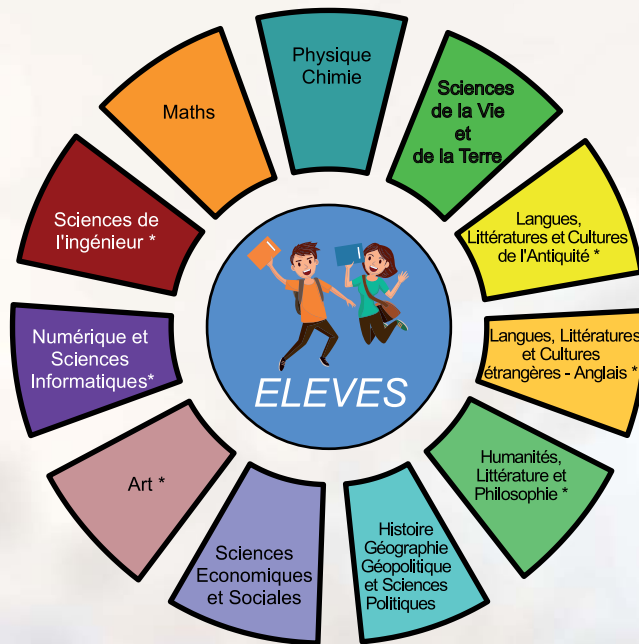 Physique
Chimie
Sciences
de la Vie
et
de la Terre
Langues,
Littératures et Cultures
de l'Antiquité *
Langues, Littératures
et Cultures
étrangères - Anglais *
Humanités,
Littérature et
Philosophie *
Histoire
Géographie
Géopolitique
et Sciences
Politiques
Sciences
Economiques
et Sociales
Art *
Numérique et
Sciences
Informatiques*
Sciences de
l'ingénieur *
Maths
ELEVES